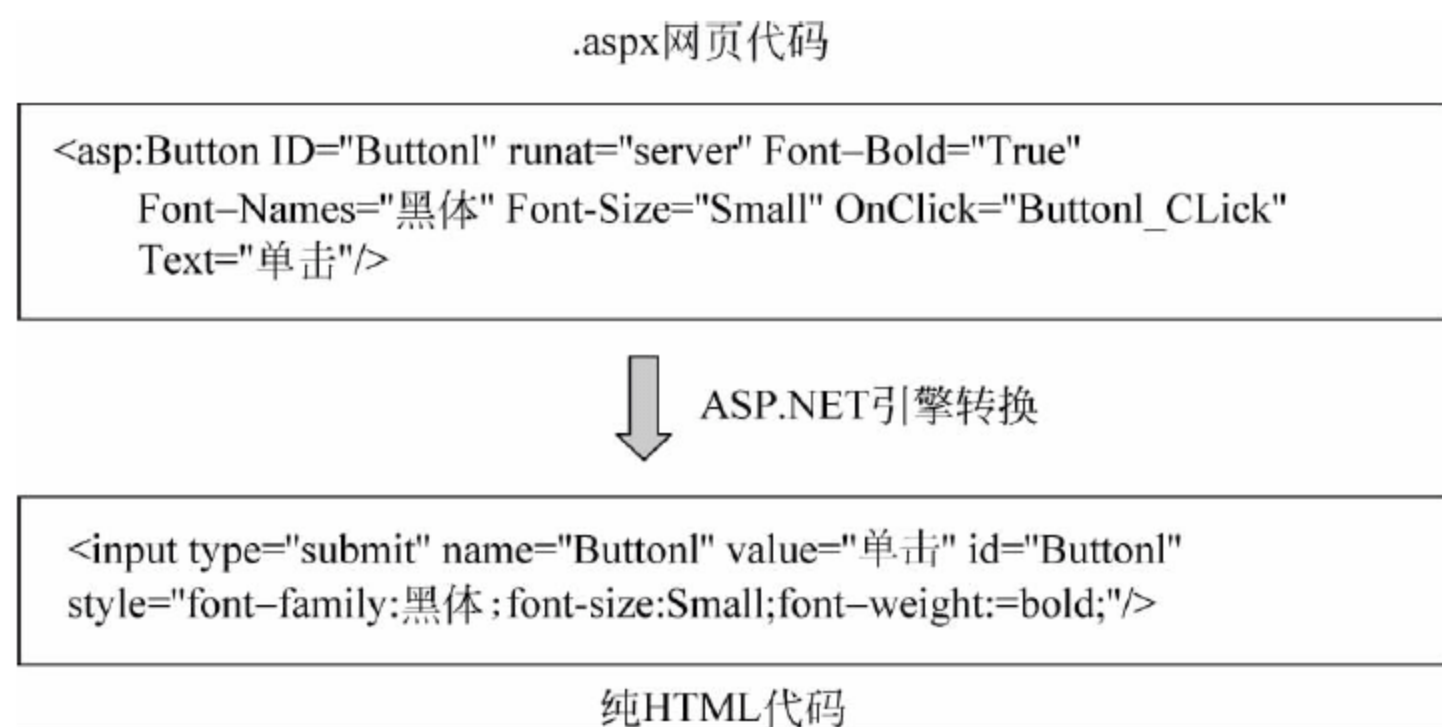 .aspx网页代码
<asp:Button ID="Buttonl" runat="server" Font–Bold="True"
Font–Names="黑体" Font-Size="Small" OnClick="Buttonl_CLick"
Text="单击"/>
ASP.NET引擎转换
<input type="submit" name="Buttonl" value="单击" id="Buttonl"
style="font–family:黑体;font-size:Small;font–weight:=bold;"/>
纯HTML代码